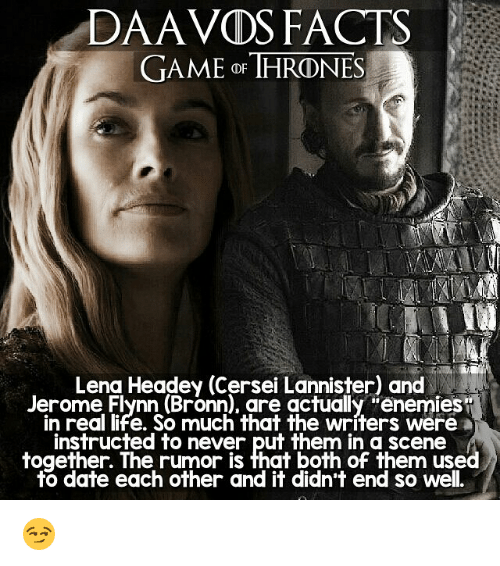 DAAVOS FACTS
GAME OF THRONES
Lena Headey (Cersei Lannister) and
Jerome Flynn (Bronn), are actually "enemies"
in real life. So much that the writers were
instructed to never put them in a scene
together. The rumor is that both of them used
to date each other and it didn't end so well.